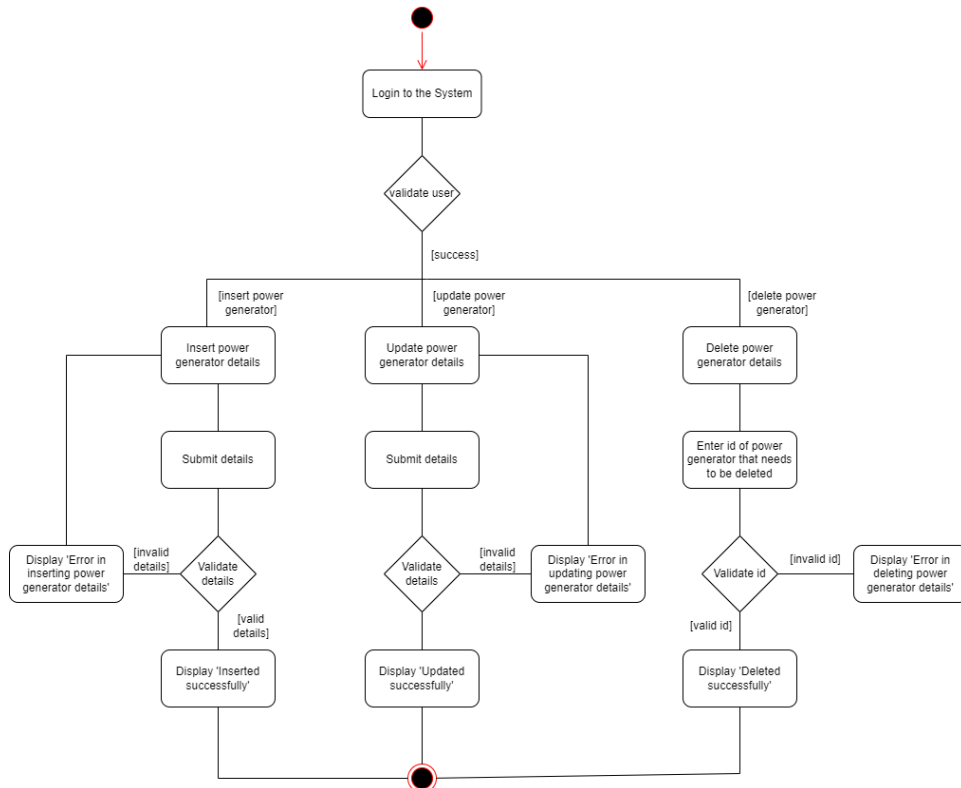 Login to the System
validate user
[success]
[insert power
generator]
[update power
generator]
[delete power
generator]
Insert power
generator details
Update power
generator details
Delete power
generator details
Submit details
Submit details
Enter id of power
generator that needs
to be deleted
Display 'Error in
inserting power
generator details'
[invalid
details]
Validate
details
Validate
details
[invalid
details]
Display 'Error in
updating power
generator details'
Validate id
[invalid id]
Display 'Error in
deleting power
generator details'
[valid
details]
[valid id]
Display 'Inserted
successfully'
Display 'Updated
successfully'
Display 'Deleted
successfully'